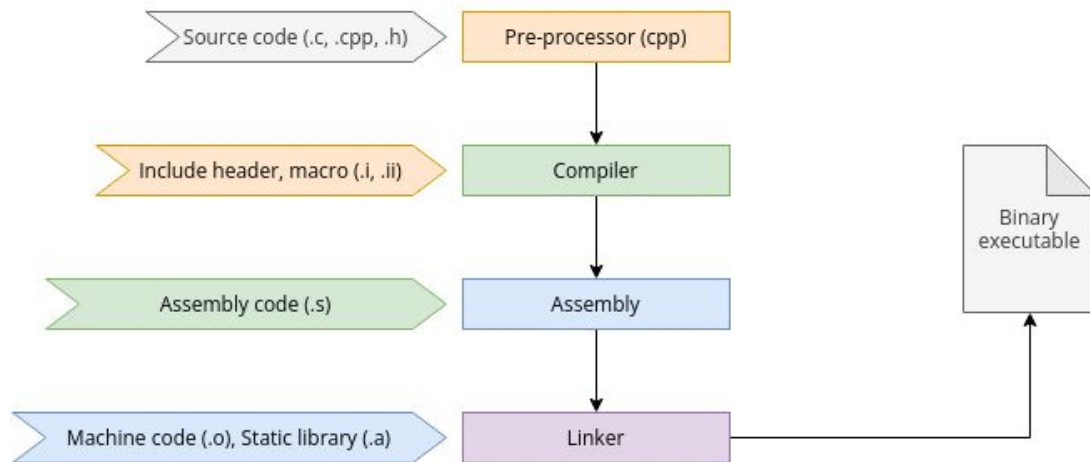 Source code (.c, .cpp, .h)
Pre-processor (cpp)
Include header, macro (.i, .ii)
Compiler
Binary
executable
Assembly code (.s)
Assembly
Machine code (.o), Static library (.a)
Linker